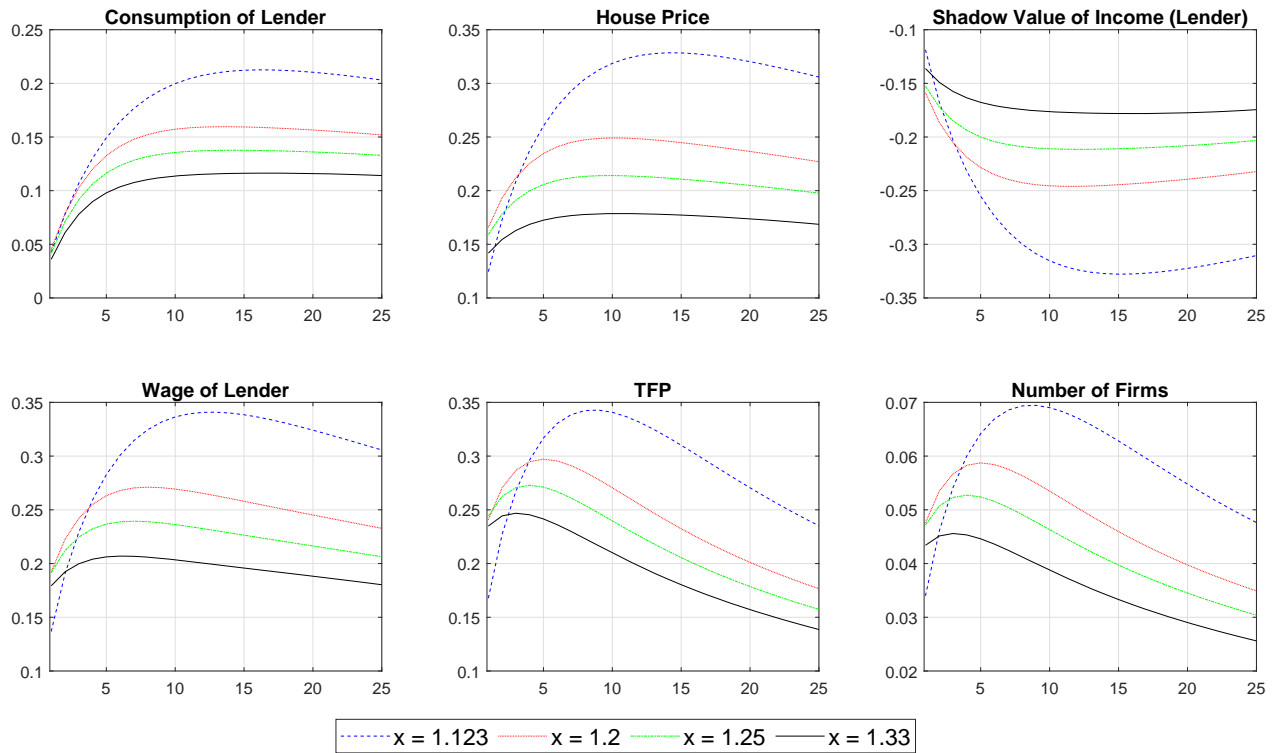 Consumption of Lender
0.25
0.2
0.15
0.1
0.05
0
5 10 15 20 25
House Price
0.35
0.3
0.25
0.2
0.15
0.1
5 10 15 20 25
Shadow Value of Income (Lender)
-0.1
-0.15
-0.2
-0.25
-0.3
-0.35
5 10 15 20 25
Wage of Lender
0.35
0.3
0.25
0.2
0.15
0.1
5 10 15 20 25
TFP
0.35
0.3
0.25
0.2
0.15
0.1
5 10 15 20 25
Number of Firms
0.07
0.06
0.05
0.04
0.03
0.02
5 10 15 20 25
x = 1.123 x = 1.2 x = 1.25 x = 1.33